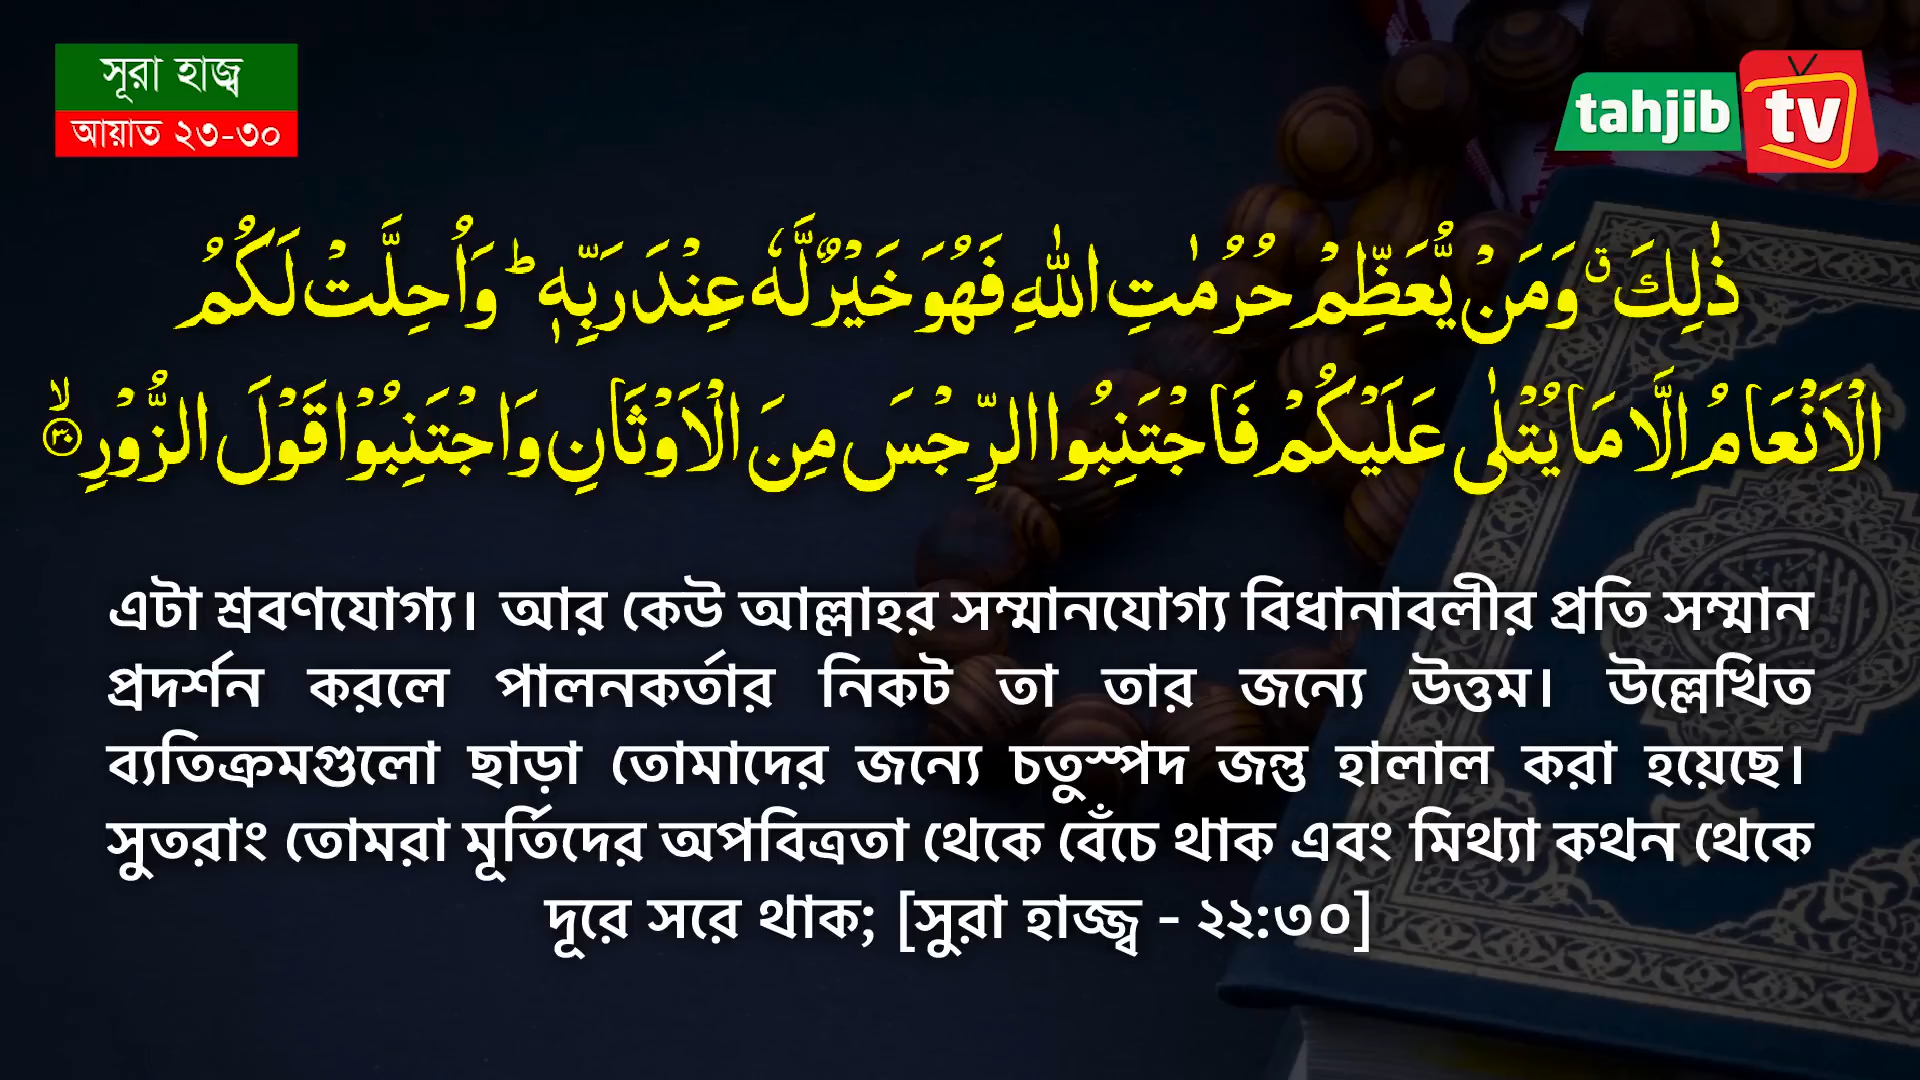 সূরা হাজ্ব
আয়াত ২৩-৩০
tahjib tv
ذٰلِكَ ۗ وَمَنْ يُّعَظِّمْ حُرُمٰتِ اللّٰهِ فَهُوَ خَيْرٌ لَّهٗ عِنْدَ رَبِّهٖ ؕ وَاُحِلَّتْ لَكُمُ
الْاَنْعَامُ اِلَّا مَا يُتْلٰى عَلَيْكُمْ فَاجْتَنِبُوا الرِّجْسَ مِنَ الْاَوْثَانِ وَاجْتَنِبُوْا قَوْلَ الزُّوْرِ ۙ‏﴿۳۰﴾
এটা শ্রবণযোগ্য। আর কেউ আল্লাহর সম্মানযোগ্য বিধানাবলীর প্রতি সম্মান
প্রদর্শন করলে পালনকর্তার নিকট তা তার জন্যে উত্তম। উল্লেখিত
ব্যতিক্রমগুলো ছাড়া তোমাদের জন্যে চতুস্পদ জন্তু হালাল করা হয়েছে।
সুতরাং তোমরা মূর্তিদের অপবিত্রতা থেকে বেঁচে থাক এবং মিথ্যা কথন থেকে
দূরে সরে থাক; [সুরা হাজ্জ্ব - ২২:৩০]